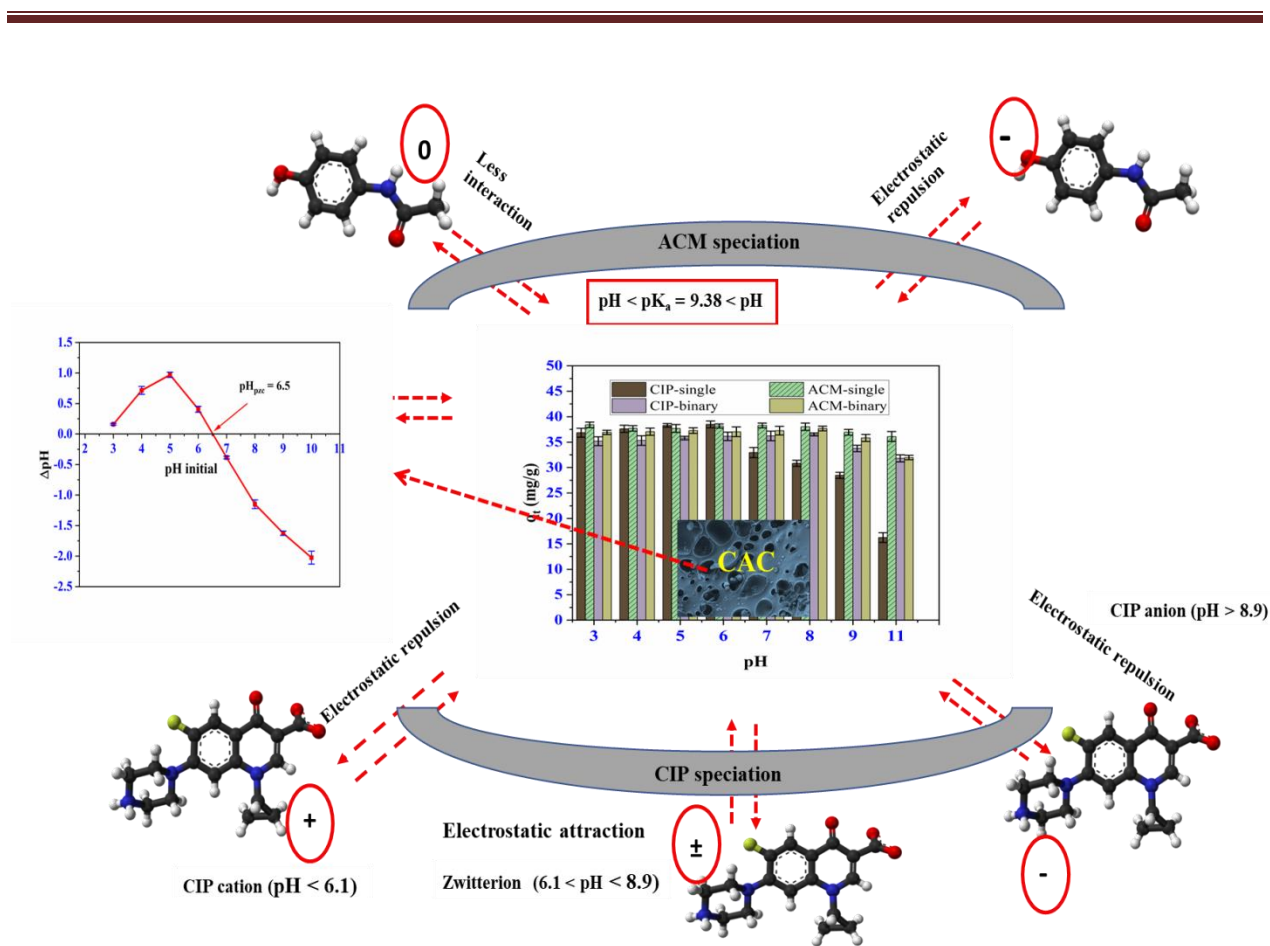 0
Less
interaction
Electrostatic
repulsion
-
ACM speciation
pH < pKa = 9.38 < pH
1.5
1.0
0.5
0.0
-0.5
-1.0
-1.5
-2.0
-2.5
ΔpH
2 3 4 5 6 7 8 9 10 11
pH initial
pHpzc = 6.5
50
45
40
35
30
25
20
15
10
5
0
qt (mg/g)
CIP-single ACM-single
CIP-binary ACM-binary
CAC
3 4 5 6 7 8 9 11
pH
Electrostatic repulsion
Electrostatic repulsion
CIP anion (pH > 8.9)
CIP speciation
+
CIP cation (pH < 6.1)
Electrostatic attraction
Zwitterion (6.1 < pH < 8.9)
±
-